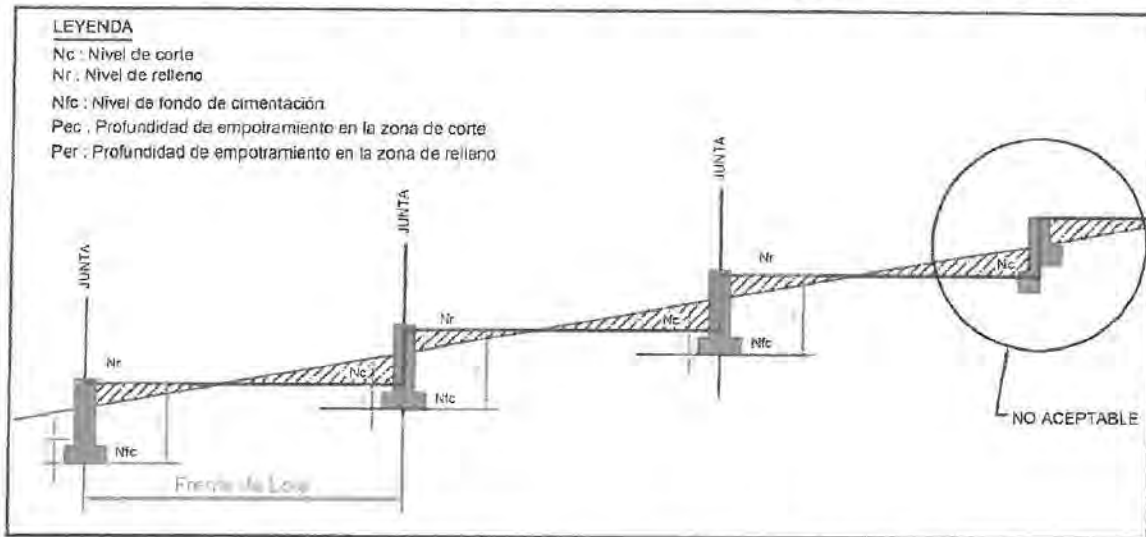 LEYENDA
Nc : Nivel de corte
Nr : Nivel de relleno
Nfc : Nivel de fondo de cimentación
Pec : Profundidad de empotramiento en la zona de corte
Per : Profundidad de empotramiento en la zona de relleno
JUNTA
JUNTA
JUNTA
Nr
Nc
Nfc
Nr
Nc
Nfc
Nr
Nc
Nfc
NO ACEPTABLE
Frente de Lote